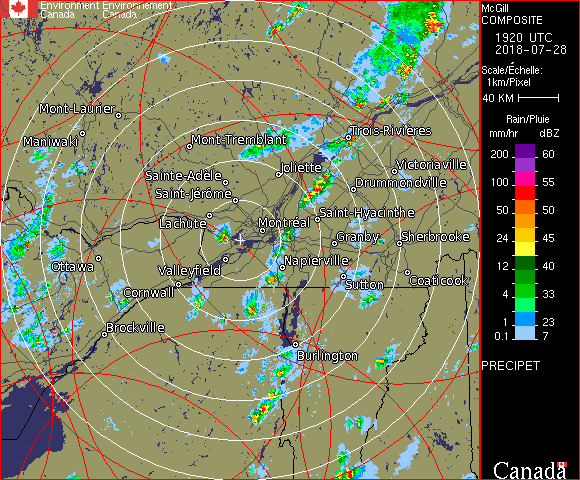 Environment Environnement
Canada Canada
McGill
COMPOSITE
1920 UTC
2018-07-28
Scale/Échelle:
1km/Pixel
40 KM
Rain/Pluie
mm/hr dBZ
200 60
100 55
50 50
24 45
12 40
4 33
1 23
0.1 7
PRECIPET
Canada
Mont-Laurier
Maniwaki
Mont-Tremblant
Trois-Rivières
Joliette
Victoriaville
Sainte-Adèle
Drummondville
Saint-Jérôme
Saint-Hyacinthe
Lachute
Montréal
Granby
Sherbrooke
Ottawa
Valleyfield
Napierville
Cornwall
Sutton
Coaticook
Brockville
Burlington